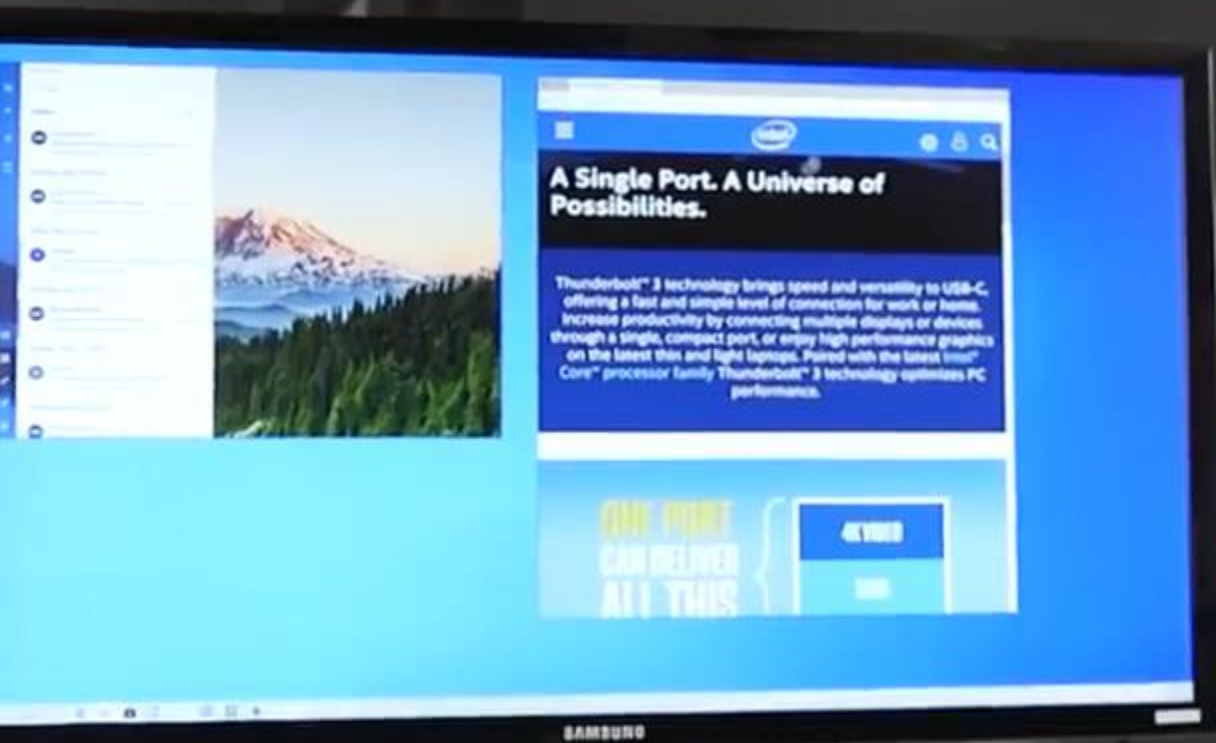 intel
A Single Port. A Universe of
Possibilities.
Thunderbolt™ 3 technology brings speed and versatility to USB-C,
offering a fast and simple level of connection for work or home.
Increase productivity by connecting multiple displays or devices
through a single, compact port, or enjoy high performance graphics
on the latest thin and light laptops. Paired with the latest Intel®
Core™ processor family Thunderbolt™ 3 technology optimizes PC
performance.
ONE PORT
CAN DELIVER
ALL THIS
4K VIDEO
SAMSUNG